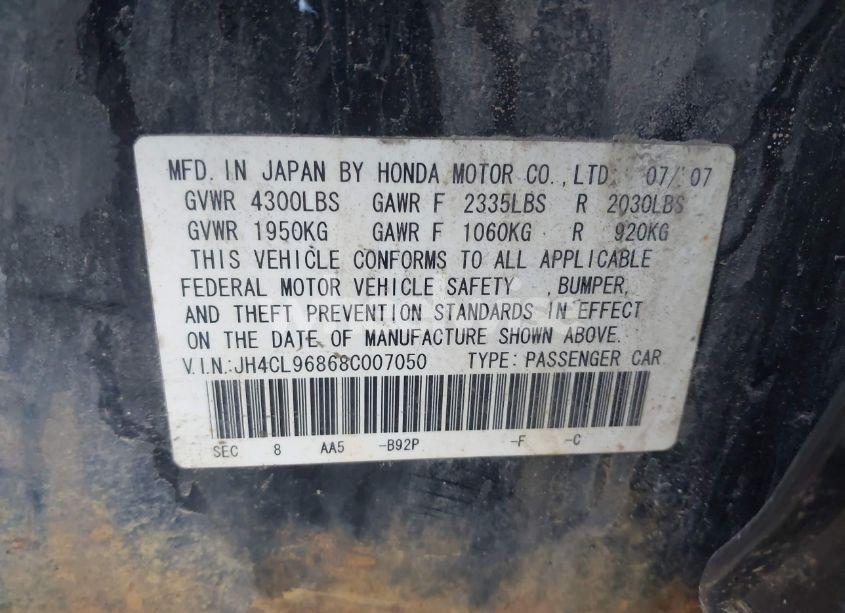 MFD. IN JAPAN BY HONDA MOTOR CO., LTD. 07/'07
GVWR 4300LBS GAWR F 2335LBS R 2030LBS
GVWR 1950KG GAWR F 1060KG R 920KG
THIS VEHICLE CONFORMS TO ALL APPLICABLE
FEDERAL MOTOR VEHICLE SAFETY , BUMPER,
AND THEFT PREVENTION STANDARDS IN EFFECT
ON THE DATE OF MANUFACTURE SHOWN ABOVE.
V.I.N.:JH4CL96868C007050 TYPE: PASSENGER CAR
SEC 8 AA5 -B92P -F -C